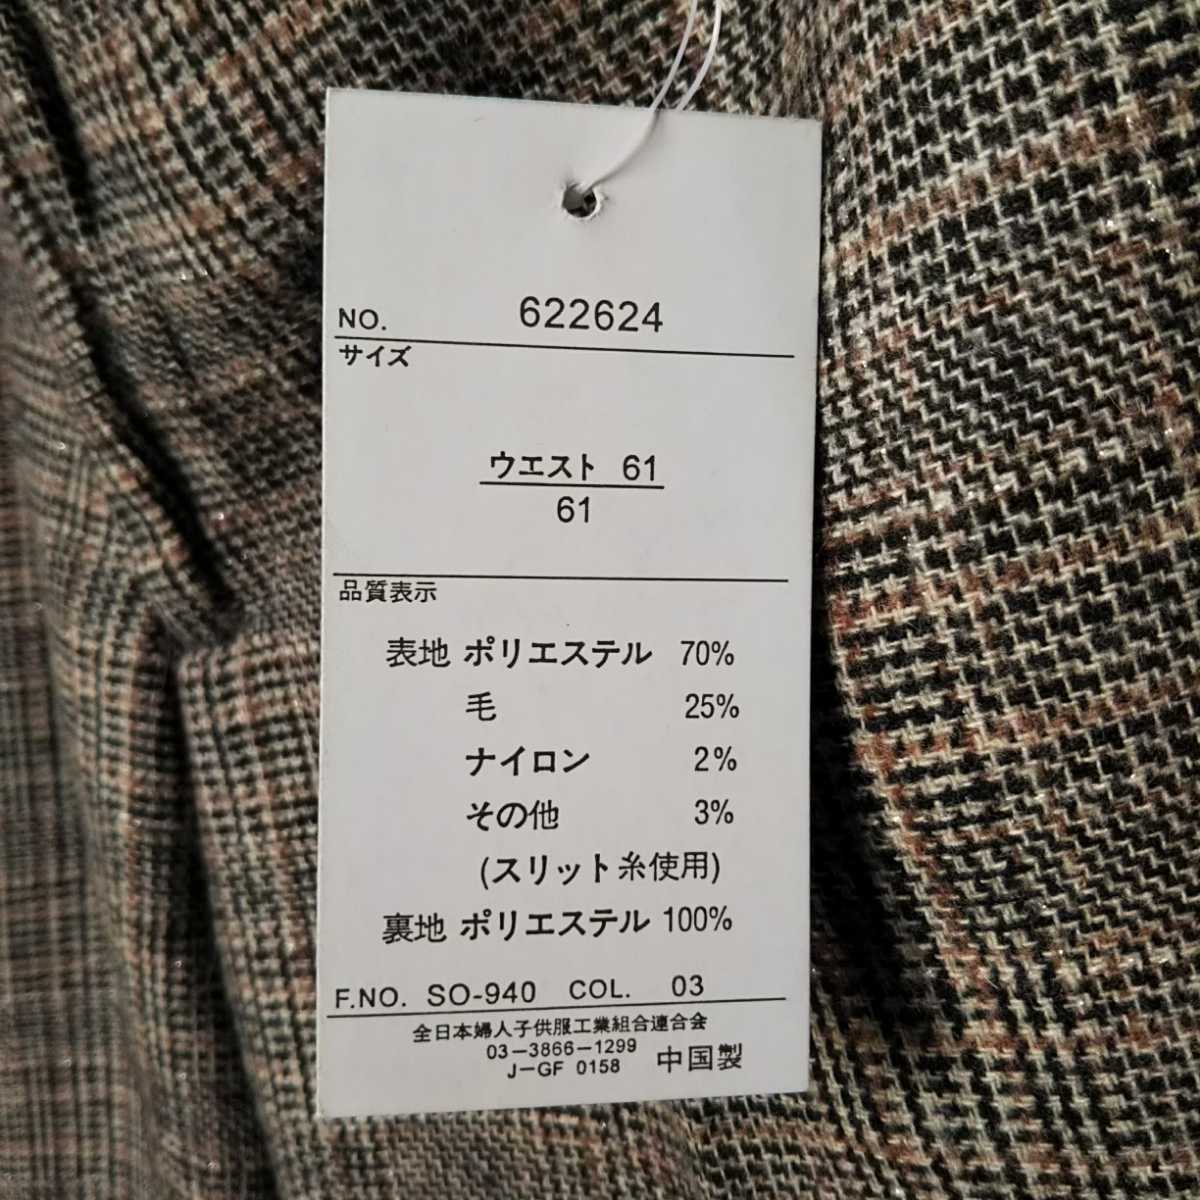 NO. 622624
サイズ
ウエスト 61
61
品質表示
表地 ポリエステル 70%
毛 25%
ナイロン 2%
その他 3%
(スリット糸使用)
裏地 ポリエステル 100%
F.NO. SO-940 COL. 03
全日本婦人子供服工業組合連合会
03-3866-1299
J-GF 0158 中国製